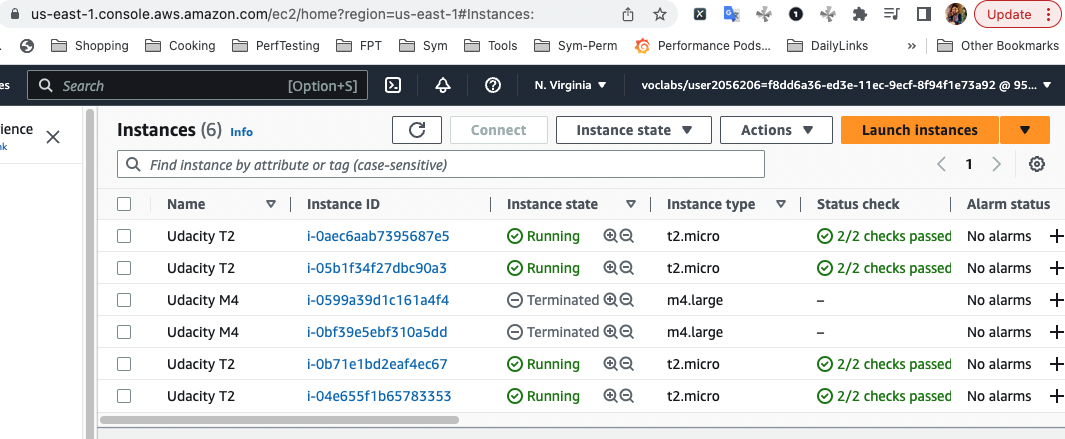 us-east-1.console.aws.amazon.com/ec2/home?region=us-east-1#Instances: Update
Shopping Cooking PerfTesting FPT Sym Tools Sym-Perm Performance Pods... DailyLinks » Other Bookmarks
es Search [Option+S] N. Virginia ▼ voclabs/user2056206=f8dd6a36-ed3e-11ec-9ecf-8f94f1e73a92 @ 95... ▼
ience
nk
Instances (6) Info Connect Instance state ▼ Actions ▼ Launch instances ▼
Find instance by attribute or tag (case-sensitive) 1
Name Instance ID Instance state Instance type Status check Alarm status
Udacity T2 i-0aec6aab7395687e5 Running t2.micro 2/2 checks passed No alarms +
Udacity T2 i-05b1f34f27dbc90a3 Running t2.micro 2/2 checks passed No alarms +
Udacity M4 i-0599a39d1c161a4f4 Terminated m4.large – No alarms +
Udacity M4 i-0bf39e5ebf310a5dd Terminated m4.large – No alarms +
Udacity T2 i-0b71e1bd2eaf4ec67 Running t2.micro 2/2 checks passed No alarms +
Udacity T2 i-04e655f1b65783353 Running t2.micro 2/2 checks passed No alarms +